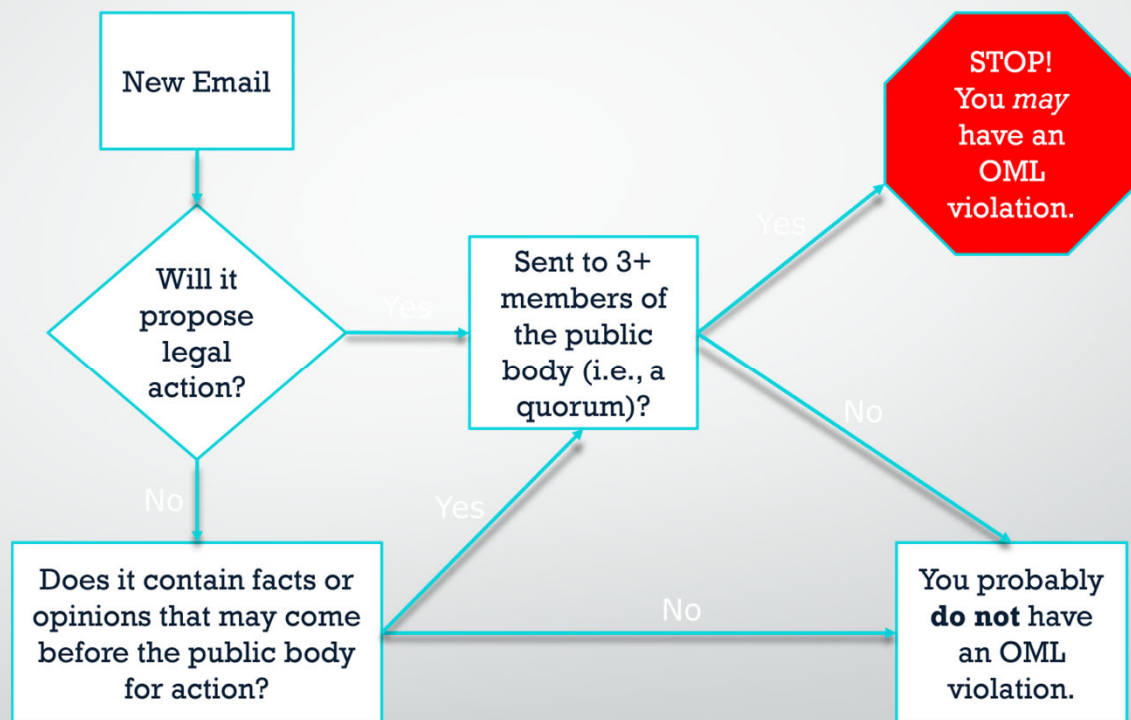 New Email
STOP!
You may
have an
OML
violation.
Yes
Will it
propose
legal
action?
Yes
Sent to 3+
members of
the public
body (i.e., a
quorum)?
No
No
Yes
Does it contain facts or
opinions that may come
before the public body
for action?
No
You probably
do not have
an OML
violation.